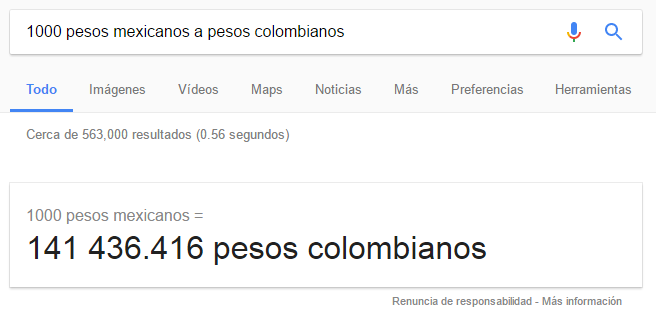 1000 pesos mexicanos a pesos colombianos
Todo Imágenes Vídeos Maps Noticias Más Preferencias Herramientas
Cerca de 563,000 resultados (0.56 segundos)
1000 pesos mexicanos =
141 436.416 pesos colombianos
Renuncia de responsabilidad - Más información